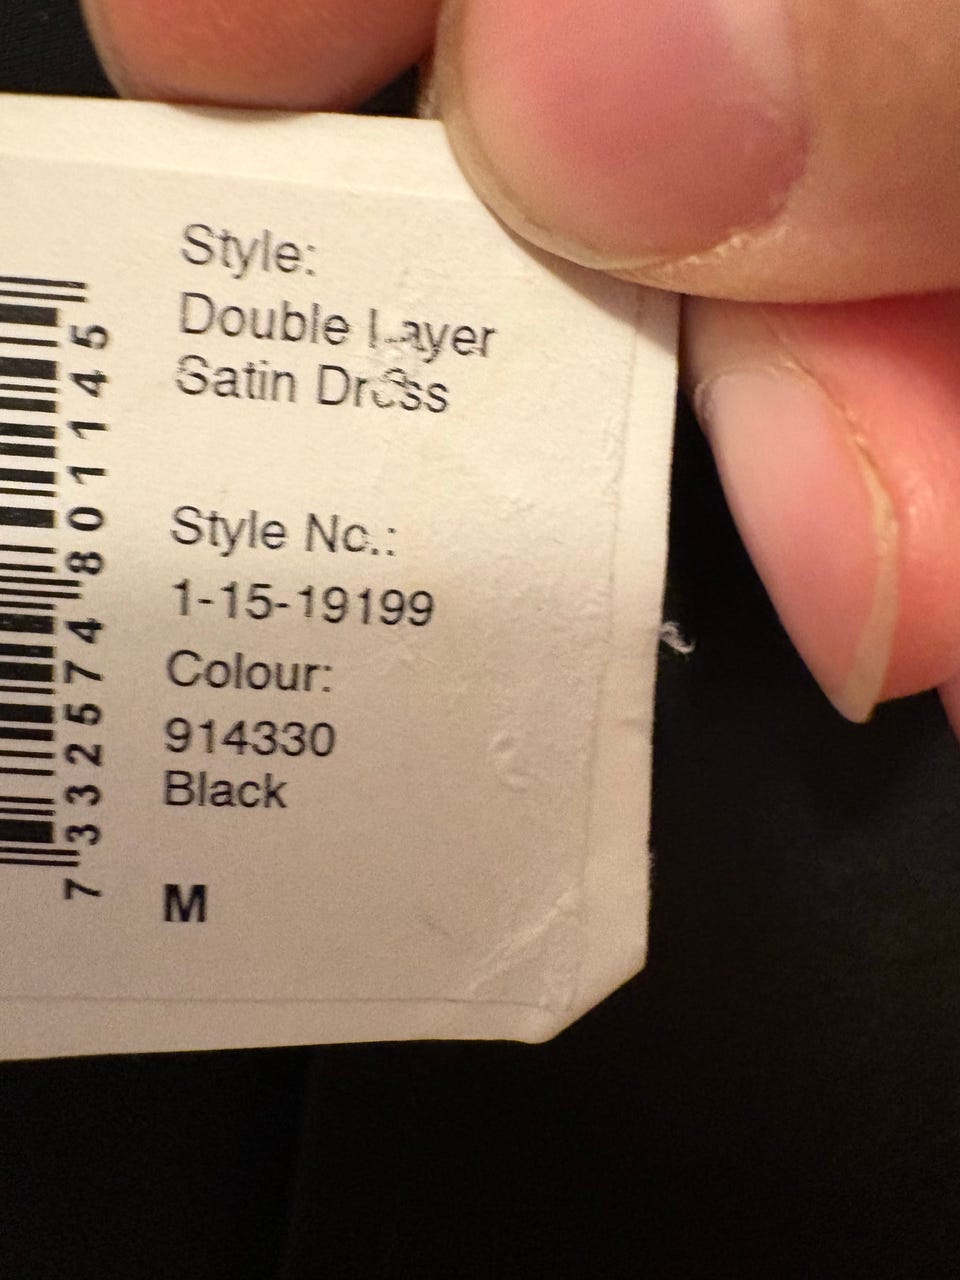 Style:
Double Layer
Satin Dress
Style No.:
1-15-19199
Colour:
914330
Black
M
7332574801145